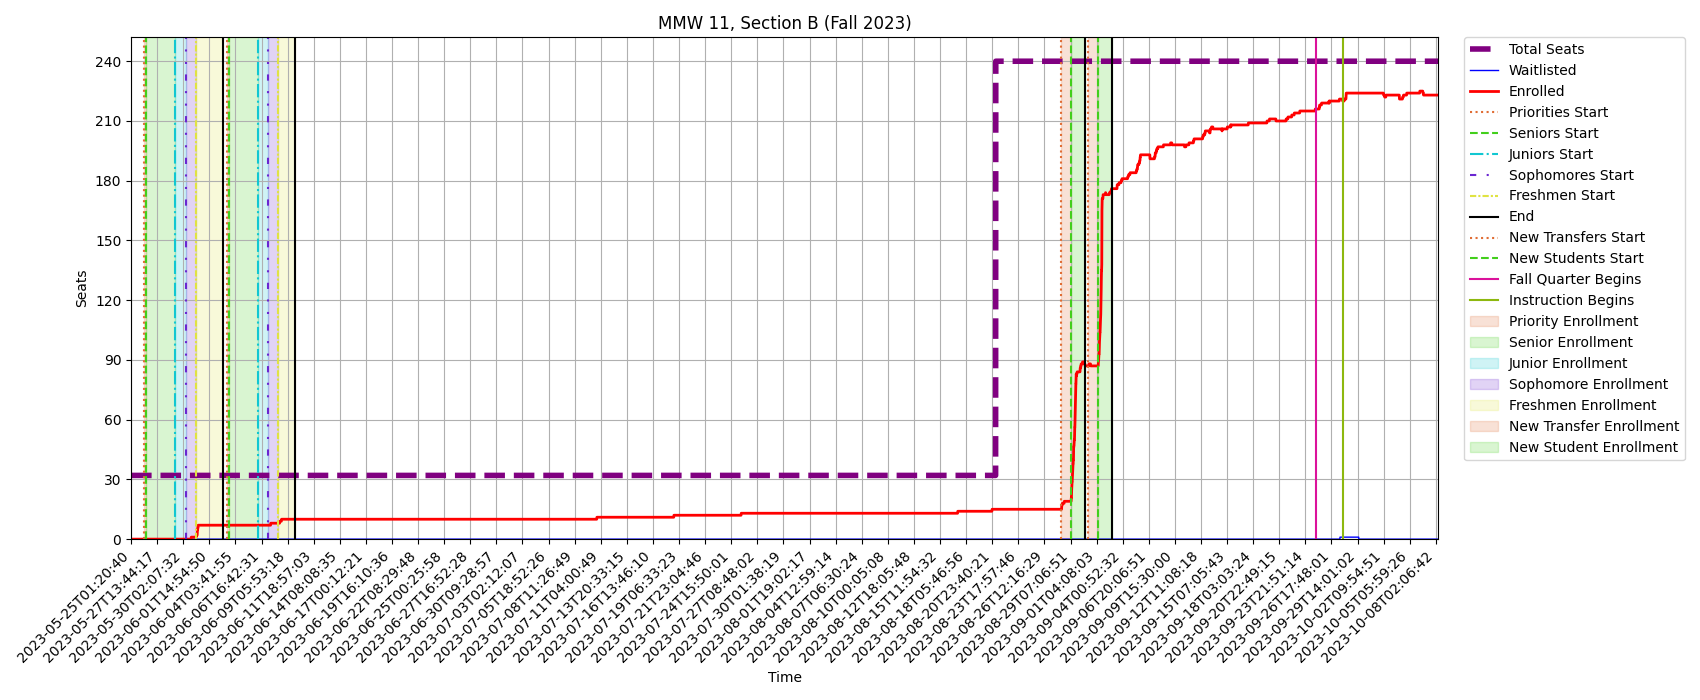 MMW 11, Section B (Fall 2023)
Seats
240
210
180
150
120
90
60
30
0
2023-05-25T01:20:40
2023-05-27T13:44:17
2023-05-30T02:07:32
2023-06-01T14:54:50
2023-06-04T03:41:55
2023-06-06T16:42:31
2023-06-09T05:53:18
2023-06-11T18:57:03
2023-06-14T08:08:35
2023-06-17T00:12:21
2023-06-19T16:10:36
2023-06-22T08:29:48
2023-06-25T00:25:58
2023-06-27T16:52:28
2023-06-30T09:28:57
2023-07-03T02:12:07
2023-07-05T18:52:26
2023-07-08T11:26:49
2023-07-11T04:00:49
2023-07-13T20:33:15
2023-07-16T13:46:10
2023-07-19T06:33:23
2023-07-21T23:04:46
2023-07-24T15:50:01
2023-07-27T08:48:02
2023-07-30T01:38:19
2023-08-01T19:02:17
2023-08-04T12:59:14
2023-08-07T06:30:24
2023-08-10T00:05:08
2023-08-12T18:05:48
2023-08-15T11:54:32
2023-08-18T05:46:56
2023-08-20T23:40:21
2023-08-23T17:57:46
2023-08-26T12:16:29
2023-08-29T07:06:51
2023-09-01T04:08:03
2023-09-04T00:52:32
2023-09-06T20:06:51
2023-09-09T15:30:00
2023-09-12T11:08:18
2023-09-15T07:05:43
2023-09-18T03:03:24
2023-09-20T22:49:15
2023-09-23T21:51:14
2023-09-26T17:48:01
2023-09-29T14:01:02
2023-10-02T09:54:51
2023-10-05T05:59:26
2023-10-08T02:06:42
Time
Total Seats
Waitlisted
Enrolled
Priorities Start
Seniors Start
Juniors Start
Sophomores Start
Freshmen Start
End
New Transfers Start
New Students Start
Fall Quarter Begins
Instruction Begins
Priority Enrollment
Senior Enrollment
Junior Enrollment
Sophomore Enrollment
Freshmen Enrollment
New Transfer Enrollment
New Student Enrollment